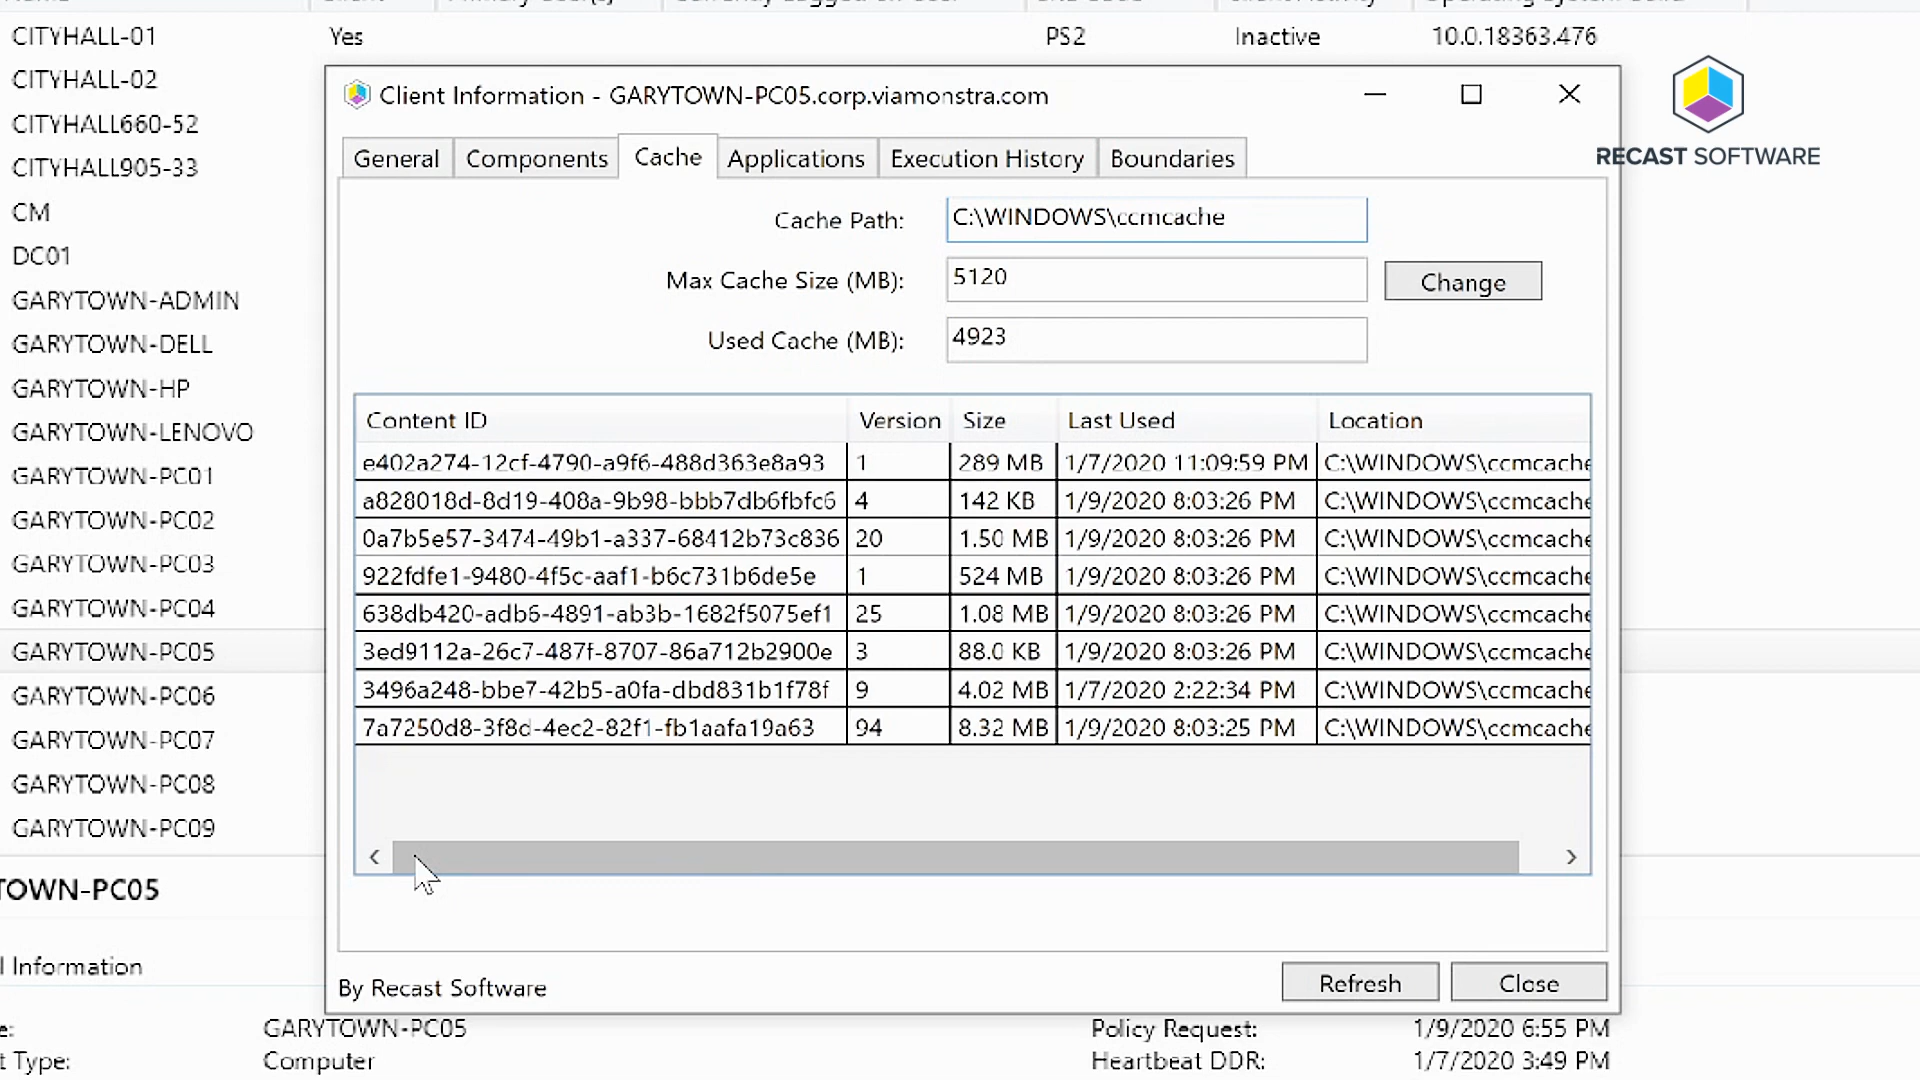 CITYHALL-01 Yes PS2 Inactive 10.0.18363.476
CITYHALL-02
CITYHALL660-52
CITYHALL905-33
CM
DC01
GARYTOWN-ADMIN
GARYTOWN-DELL
GARYTOWN-HP
GARYTOWN-LENOVO
GARYTOWN-PC01
GARYTOWN-PC02
GARYTOWN-PC03
GARYTOWN-PC04
GARYTOWN-PC05
GARYTOWN-PC06
GARYTOWN-PC07
GARYTOWN-PC08
GARYTOWN-PC09
RECAST SOFTWARE
Client Information - GARYTOWN-PC05.corp.viamonstra.com
General Components Cache Applications Execution History Boundaries
Cache Path: C:\WINDOWS\ccmcache
Max Cache Size (MB): 5120 Change
Used Cache (MB): 4923
Content ID Version Size Last Used Location
e402a274-12cf-4790-a9f6-488d363e8a93 1 289 MB 1/7/2020 11:09:59 PM C:\WINDOWS\ccmcache
a828018d-8d19-408a-9b98-bbb7db6fbfc6 4 142 KB 1/9/2020 8:03:26 PM C:\WINDOWS\ccmcache
0a7b5e57-3474-49b1-a337-68412b73c836 20 1.50 MB 1/9/2020 8:03:26 PM C:\WINDOWS\ccmcache
922fdfe1-9480-4f5c-aaf1-b6c731b6de5e 1 524 MB 1/9/2020 8:03:26 PM C:\WINDOWS\ccmcache
638db420-adb6-4891-ab3b-1682f5075ef1 25 1.08 MB 1/9/2020 8:03:26 PM C:\WINDOWS\ccmcache
3ed9112a-26c7-487f-8707-86a712b2900e 3 88.0 KB 1/9/2020 8:03:26 PM C:\WINDOWS\ccmcache
3496a248-bbe7-42b5-a0fa-dbd831b1f78f 9 4.02 MB 1/7/2020 2:22:34 PM C:\WINDOWS\ccmcache
7a7250d8-3f8d-4ec2-82f1-fb1aafa19a63 94 8.32 MB 1/9/2020 8:03:25 PM C:\WINDOWS\ccmcache
By Recast Software Refresh Close
TOWN-PC05
l Information
e: GARYTOWN-PC05 Policy Request: 1/9/2020 6:55 PM
t Type: Computer Heartbeat DDR: 1/7/2020 3:49 PM